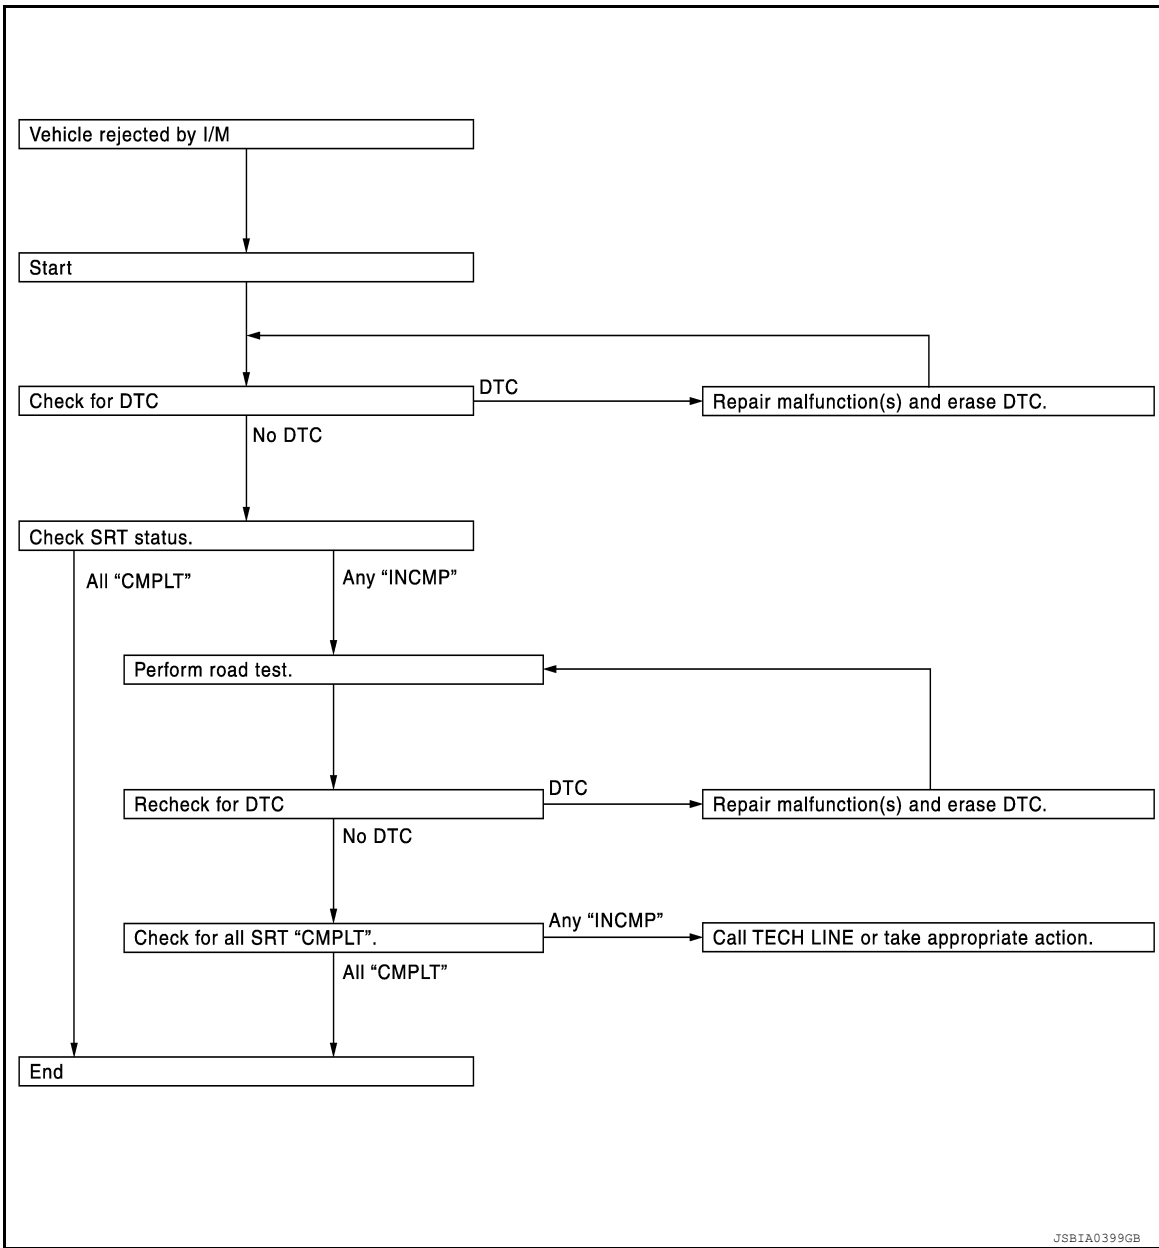 Vehicle rejected by I/M
Start
Check for DTC
DTC
Repair malfunction(s) and erase DTC.
No DTC
Check SRT status.
All “CMPLT”
Any “INCMP”
Perform road test.
Recheck for DTC
DTC
Repair malfunction(s) and erase DTC.
No DTC
Check for all SRT “CMPLT”.
Any “INCMP”
Call TECH LINE or take appropriate action.
All “CMPLT”
End
JSBIA0399GB